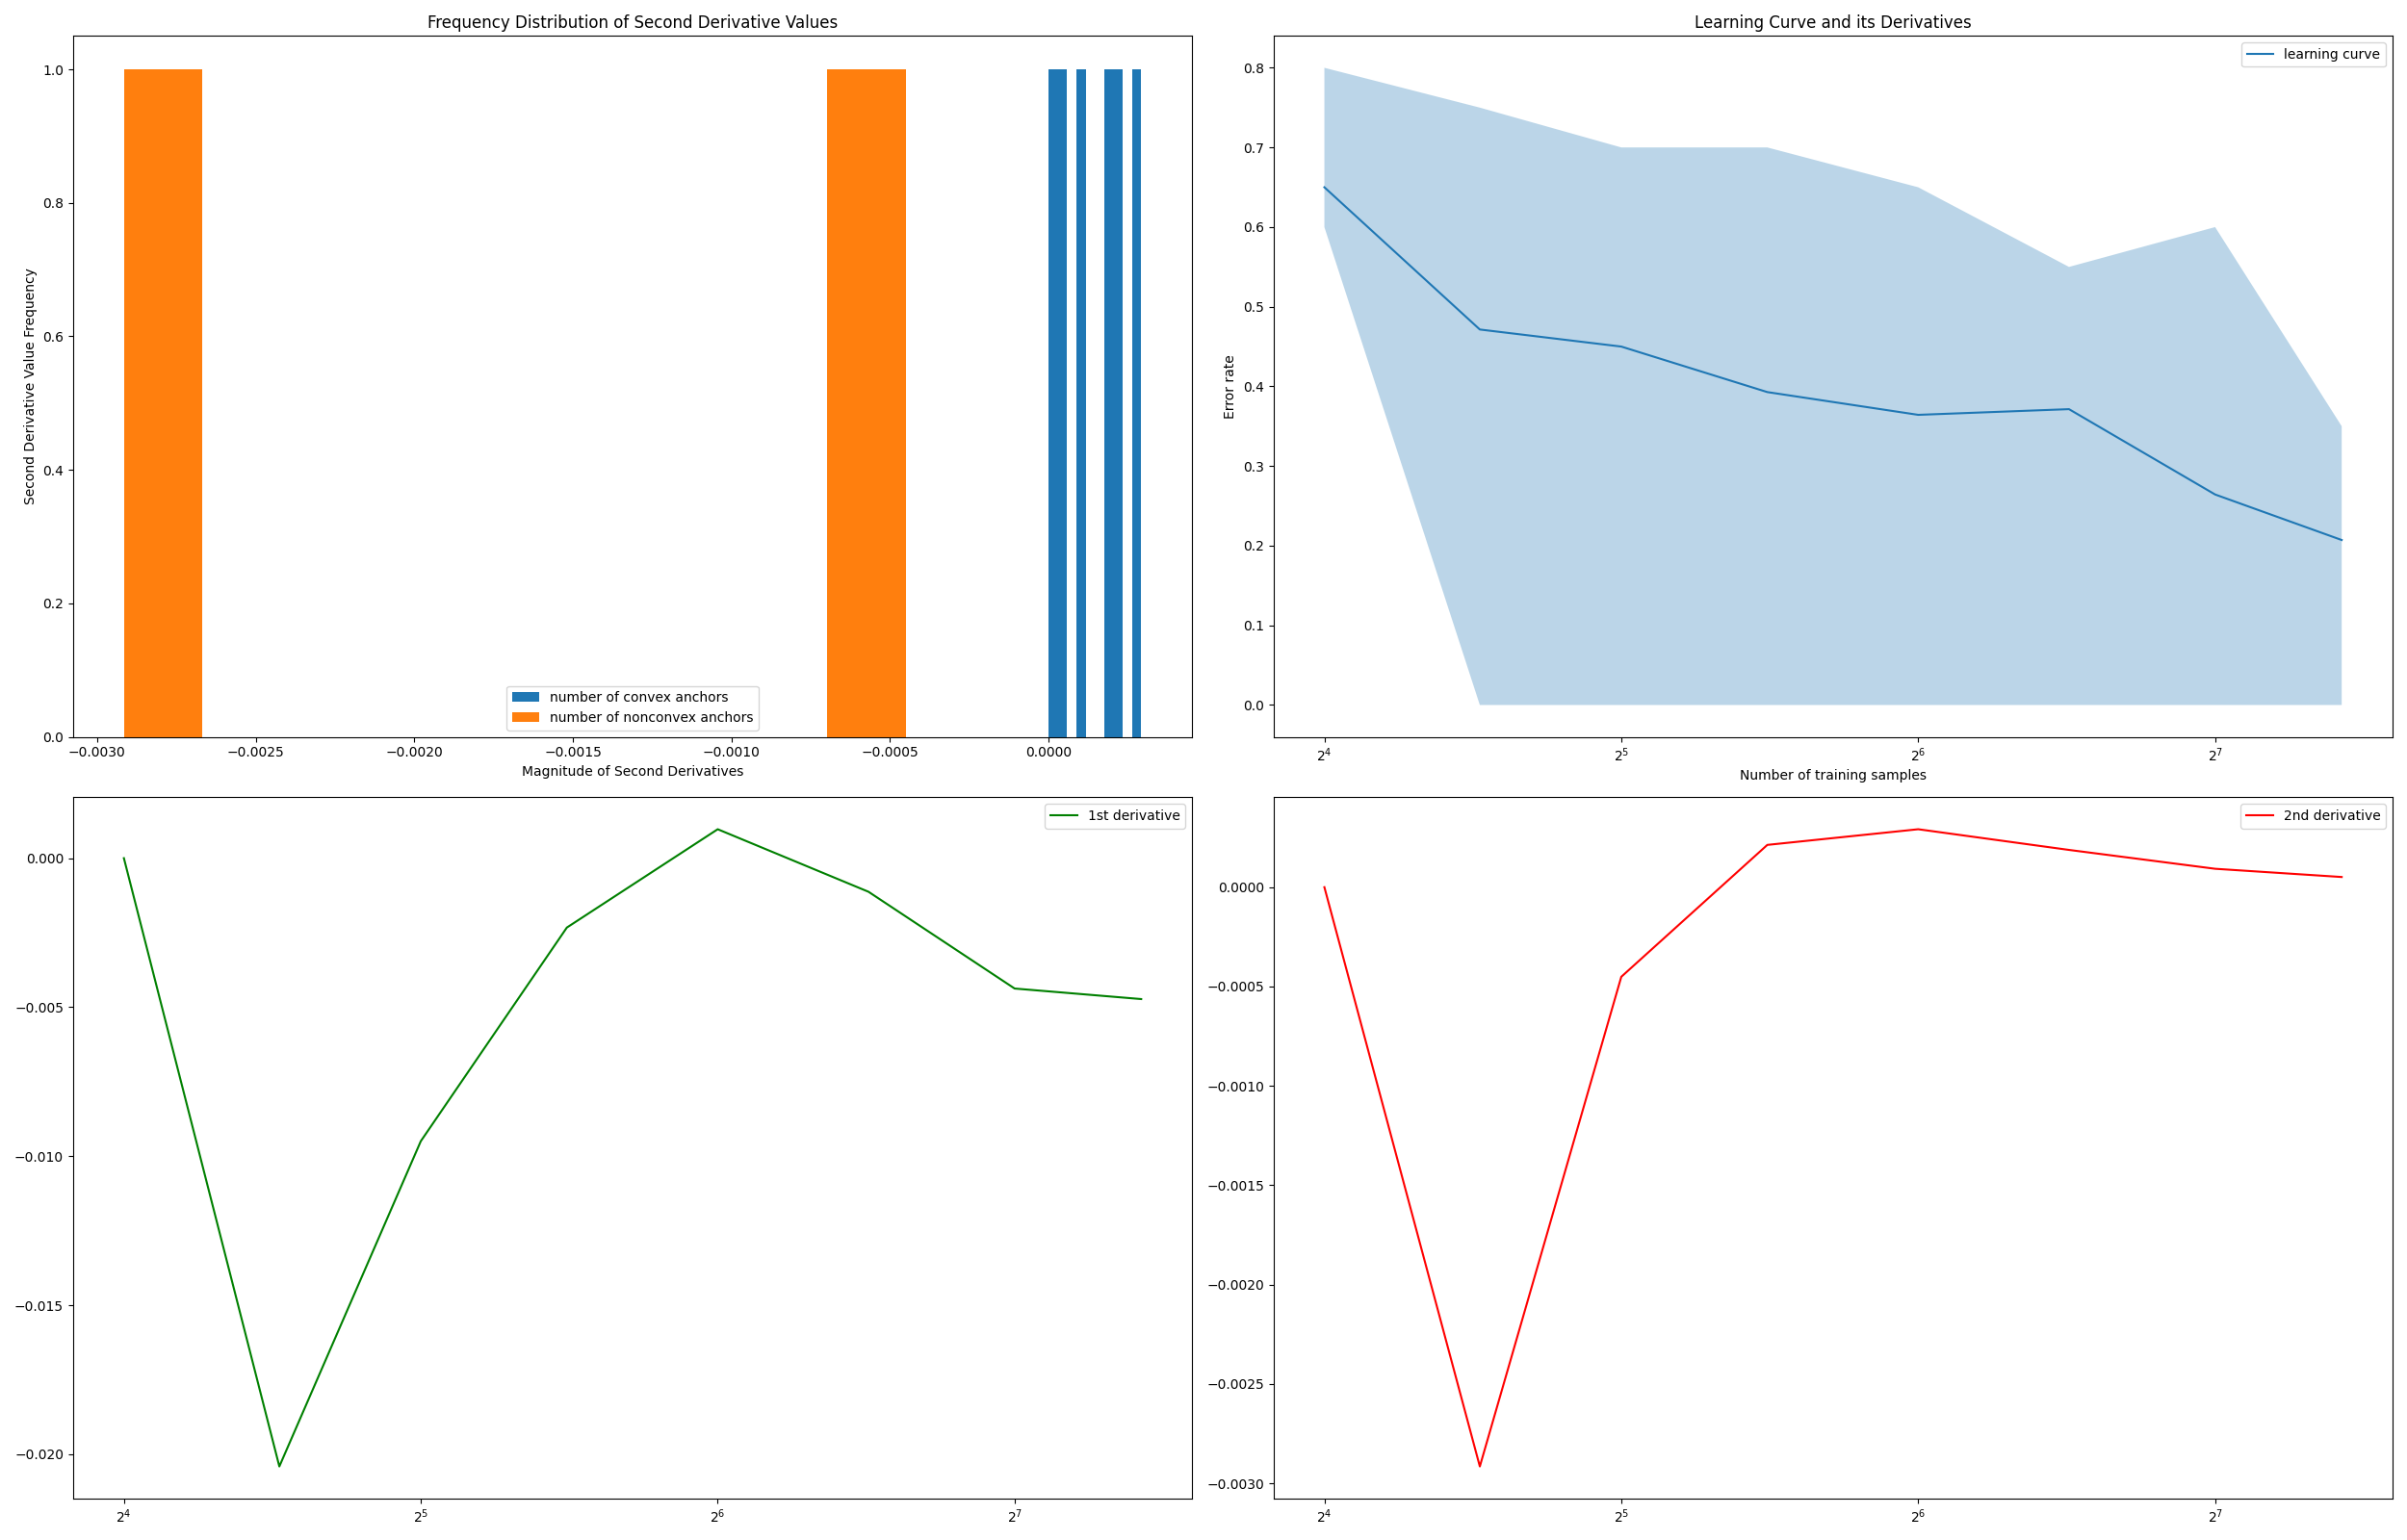 Frequency Distribution of Second Derivative Values
1.0
0.8
0.6
0.4
0.2
0.0
Second Derivative Value Frequency
number of convex anchors
number of nonconvex anchors
−0.0030 −0.0025 −0.0020 −0.0015 −0.0010 −0.0005 0.0000
Magnitude of Second Derivatives
Learning Curve and its Derivatives
learning curve
0.8
0.7
0.6
0.5
0.4
0.3
0.2
0.1
0.0
Error rate
2⁴ 2⁵ 2⁶ 2⁷
Number of training samples
1st derivative
0.000
−0.005
−0.010
−0.015
−0.020
2⁴ 2⁵ 2⁶ 2⁷
2nd derivative
0.0000
−0.0005
−0.0010
−0.0015
−0.0020
−0.0025
−0.0030
2⁴ 2⁵ 2⁶ 2⁷